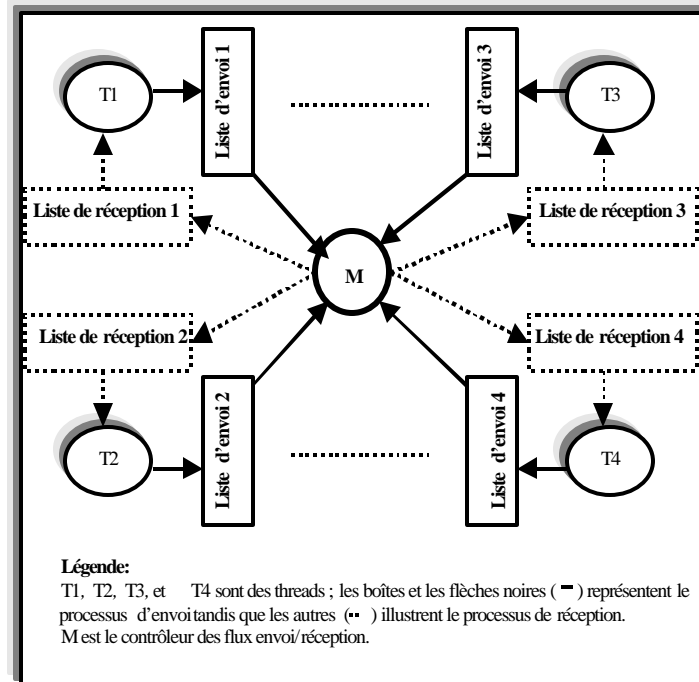 T1
Liste d'envoi 1
Liste d'envoi 3
T3
Liste de réception 1
Liste de réception 3
M
Liste de réception 2
Liste de réception 4
T2
Liste d'envoi 2
Liste d'envoi 4
T4
Légende:
T1, T2, T3, et T4 sont des threads ; les boîtes et les flèches noires ( ) représentent le
processus d'envoi tandis que les autres ( ) illustrent le processus de réception.
M est le contrôleur des flux envoi/réception.